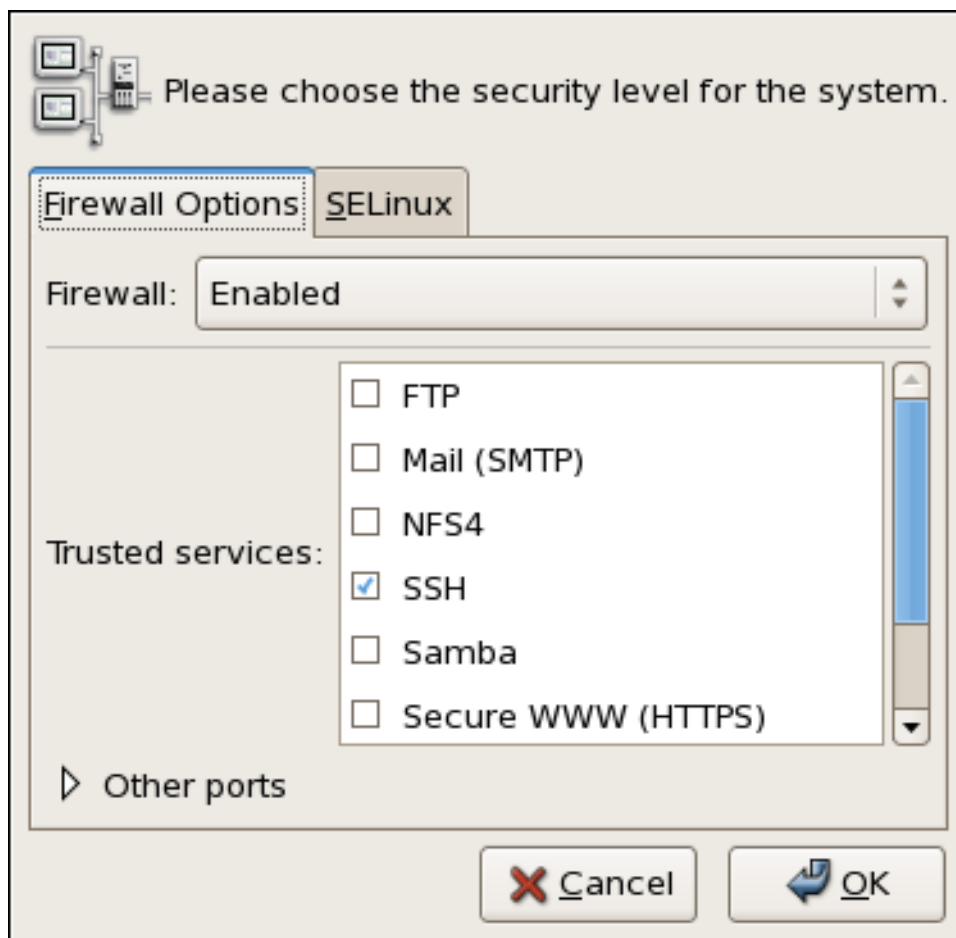 Please choose the security level for the system.
Firewall Options SELinux
Firewall: Enabled
FTP
Mail (SMTP)
NFS4
Trusted services:
SSH
Samba
Secure WWW (HTTPS)
Other ports
Cancel OK